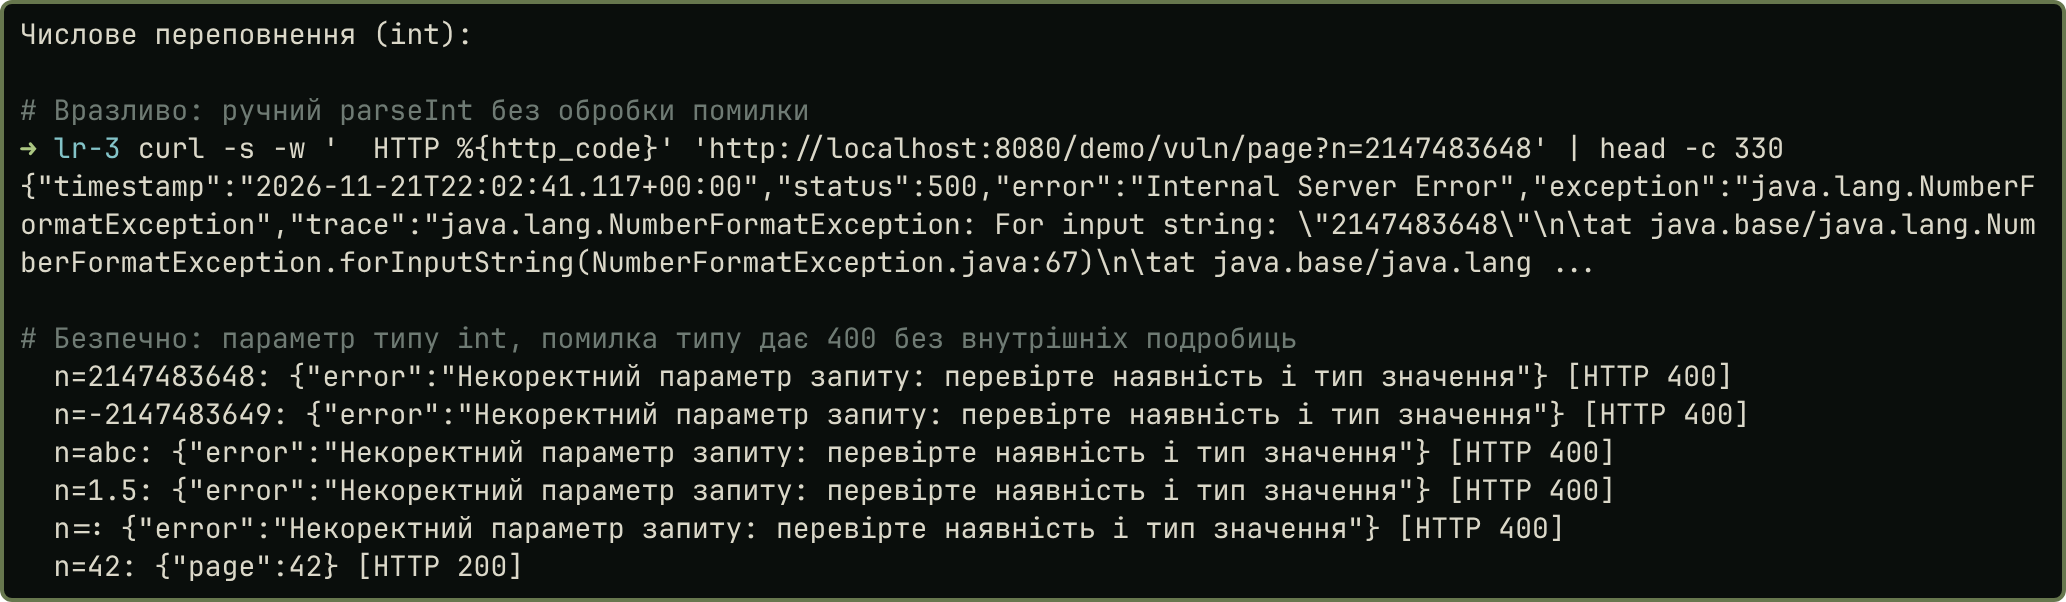 Числове переповнення (int):
# Вразливо: ручний parseInt без обробки помилки
➜ lr-3 curl -s -w '  HTTP %{http_code}' 'http://localhost:8080/demo/vuln/page?n=2147483648' | head -c 330
{"timestamp":"2026-11-21T22:02:41.117+00:00","status":500,"error":"Internal Server Error","exception":"java.lang.NumberF
ormatException","trace":"java.lang.NumberFormatException: For input string: \"2147483648\"\n\tat java.base/java.lang.Num
berFormatException.forInputString(NumberFormatException.java:67)\n\tat java.base/java.lang ...
# Безпечно: параметр типу int, помилка типу дає 400 без внутрішніх подробиць
  n=2147483648: {"error":"Некоректний параметр запиту: перевірте наявність і тип значення"} [HTTP 400]
  n=-2147483649: {"error":"Некоректний параметр запиту: перевірте наявність і тип значення"} [HTTP 400]
  n=abc: {"error":"Некоректний параметр запиту: перевірте наявність і тип значення"} [HTTP 400]
  n=1.5: {"error":"Некоректний параметр запиту: перевірте наявність і тип значення"} [HTTP 400]
  n=: {"error":"Некоректний параметр запиту: перевірте наявність і тип значення"} [HTTP 400]
  n=42: {"page":42} [HTTP 200]